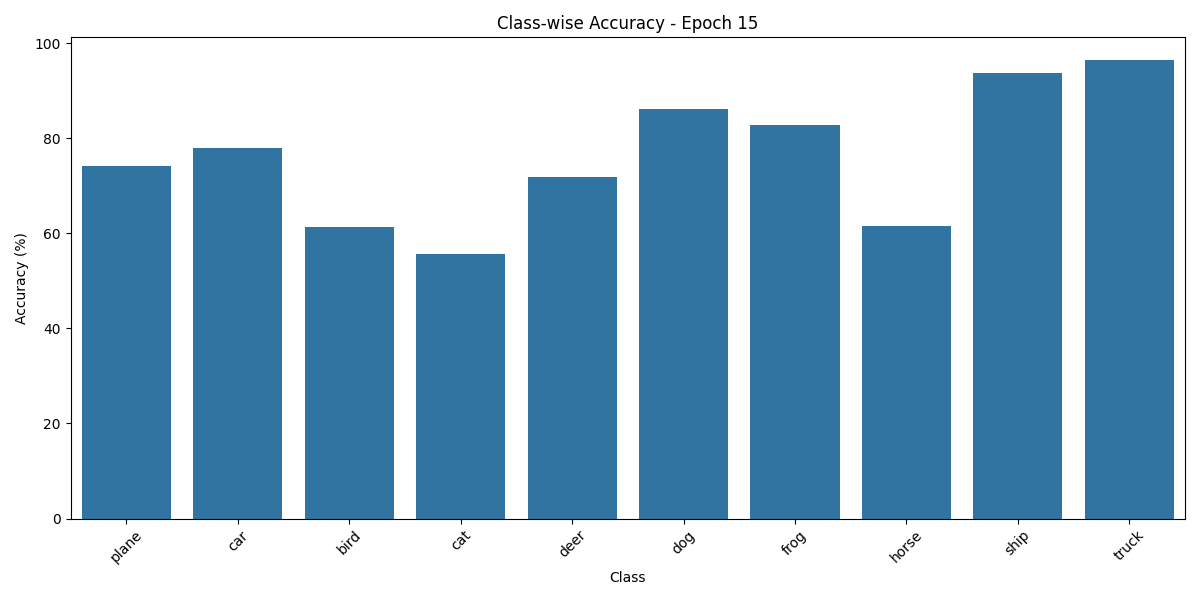 Class-wise Accuracy - Epoch 15
Accuracy (%)
100
80
60
40
20
0
plane
car
bird
cat
deer
dog
frog
horse
ship
truck
Class